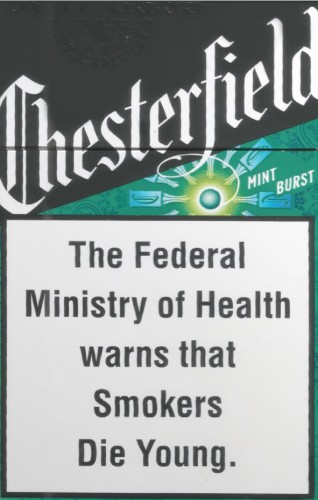 Chesterfield
MINT
BURST
The Federal
Ministry of Health
warns that
Smokers
Die Young.